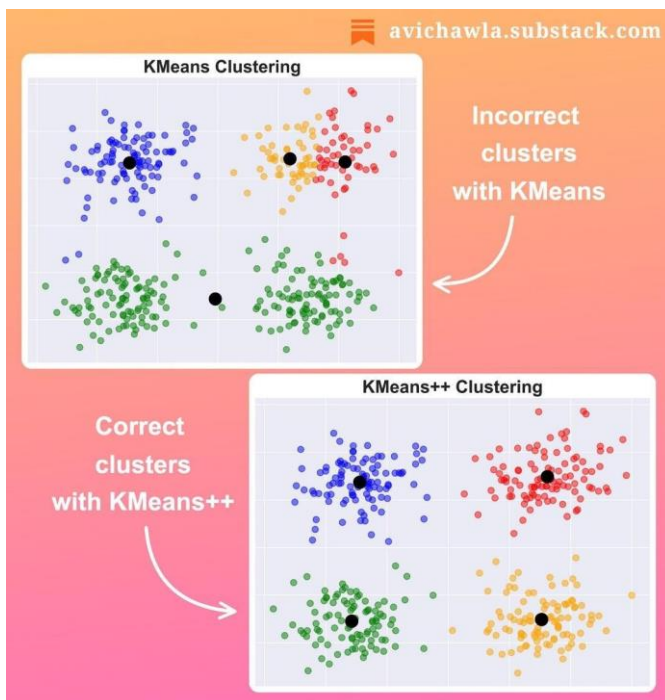 avichawla.substack.com
KMeans Clustering
Incorrect
clusters
with KMeans
KMeans++ Clustering
Correct
clusters
with KMeans++